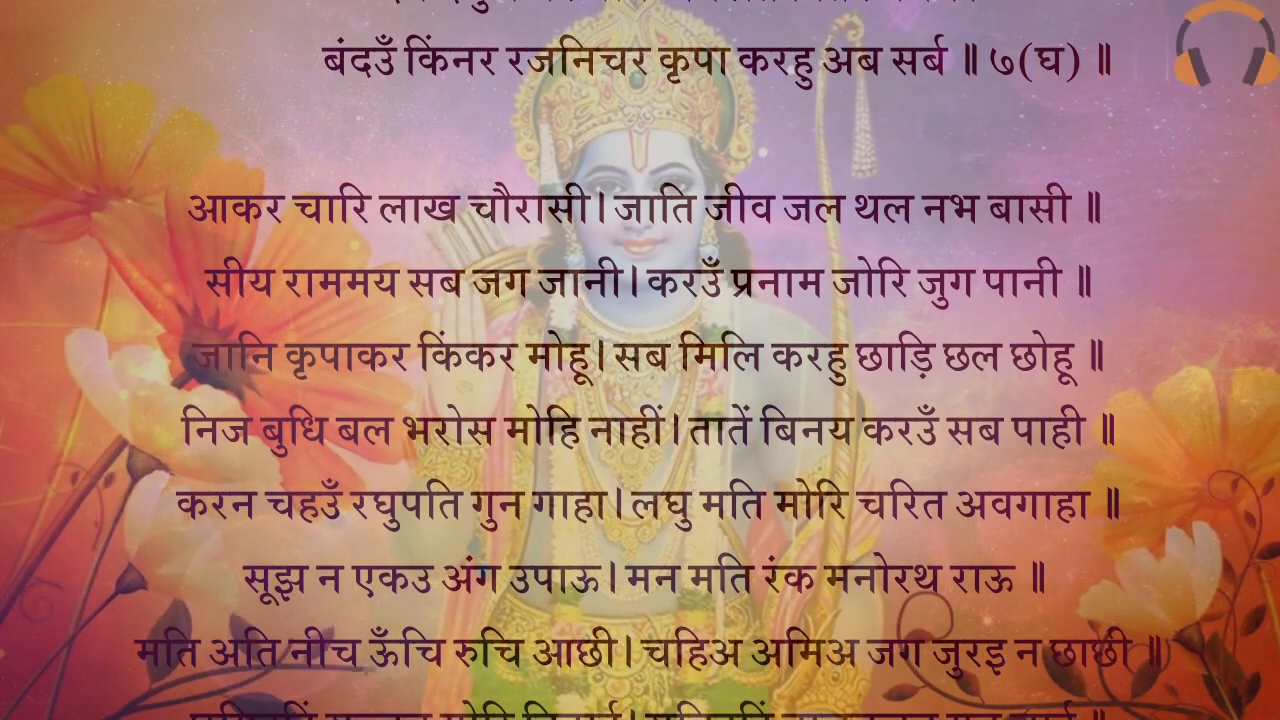 बंदउँ किंनर रजनिचर कृपा करहु अब सर्ब ॥ ७(घ) ॥
आकर चारि लाख चौरासी। जाति जीव जल थल नभ बासी ॥
सीय राममय सब जग जानी। करउँ प्रनाम जोरि जुग पानी ॥
जानि कृपाकर किंकर मोहू। सब मिलि करहु छाड़ि छल छोहू ॥
निज बुधि बल भरोस मोहि नाहीं। तातें बिनय करउँ सब पाही ॥
करन चहउँ रघुपति गुन गाहा। लघु मति मोरि चरित अवगाहा ॥
सूझ न एकउ अंग उपाऊ। मन मति रंक मनोरथ राऊ ॥
मति अति नीच ऊँचि रुचि आछी। चहिअ अमिअ जग जुरइ न छाछी ॥